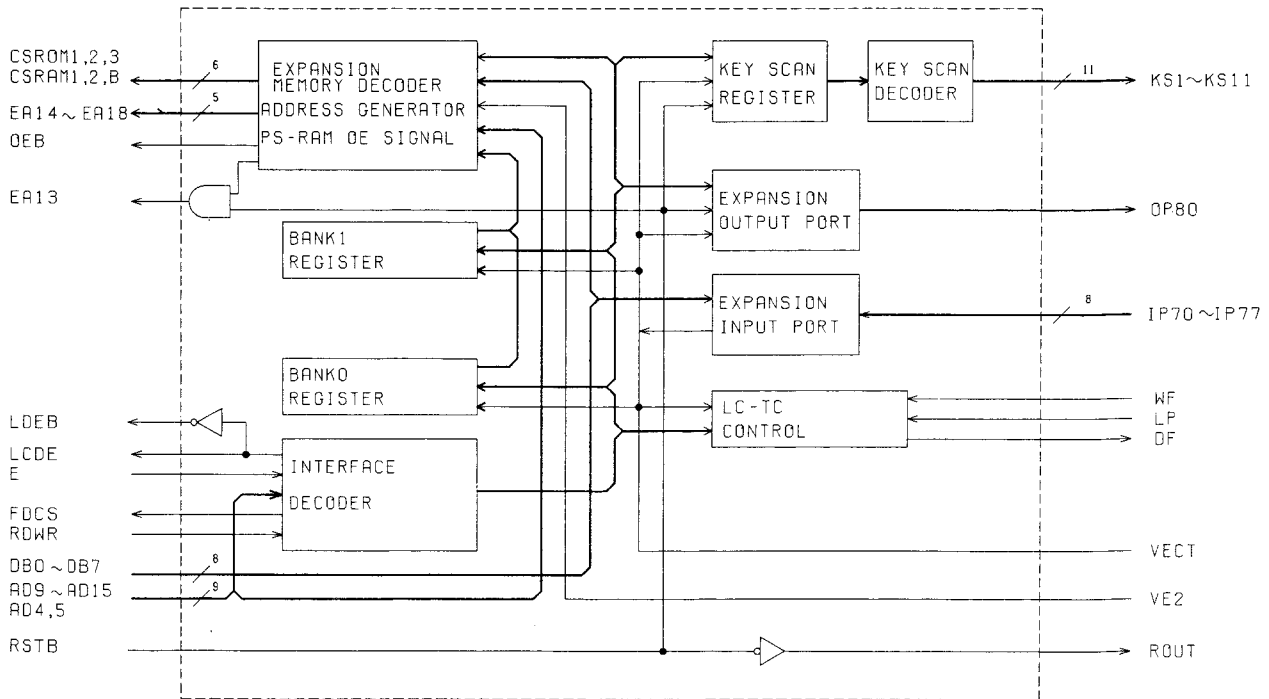 CSROM1,2,3
CSRAM1,2,B
6
EA14~EA18
5
OEB
EA13
EXPANSION
MEMORY DECODER
ADDRESS GENERATOR
PS-RAM OE SIGNAL
BANK1
REGISTER
BANK0
REGISTER
LDEB
LCDE
E
FDCS
RDWR
INTERFACE
DECODER
DB0~DB7
8
AD9~AD15
9
AD4,5
RSTB
KEY SCAN
REGISTER
KEY SCAN
DECODER
11
KS1~KS11
EXPANSION
OUTPUT PORT
OP80
EXPANSION
INPUT PORT
8
IP70~IP77
LC-TC
CONTROL
WF
LP
DF
VECT
VE2
ROUT